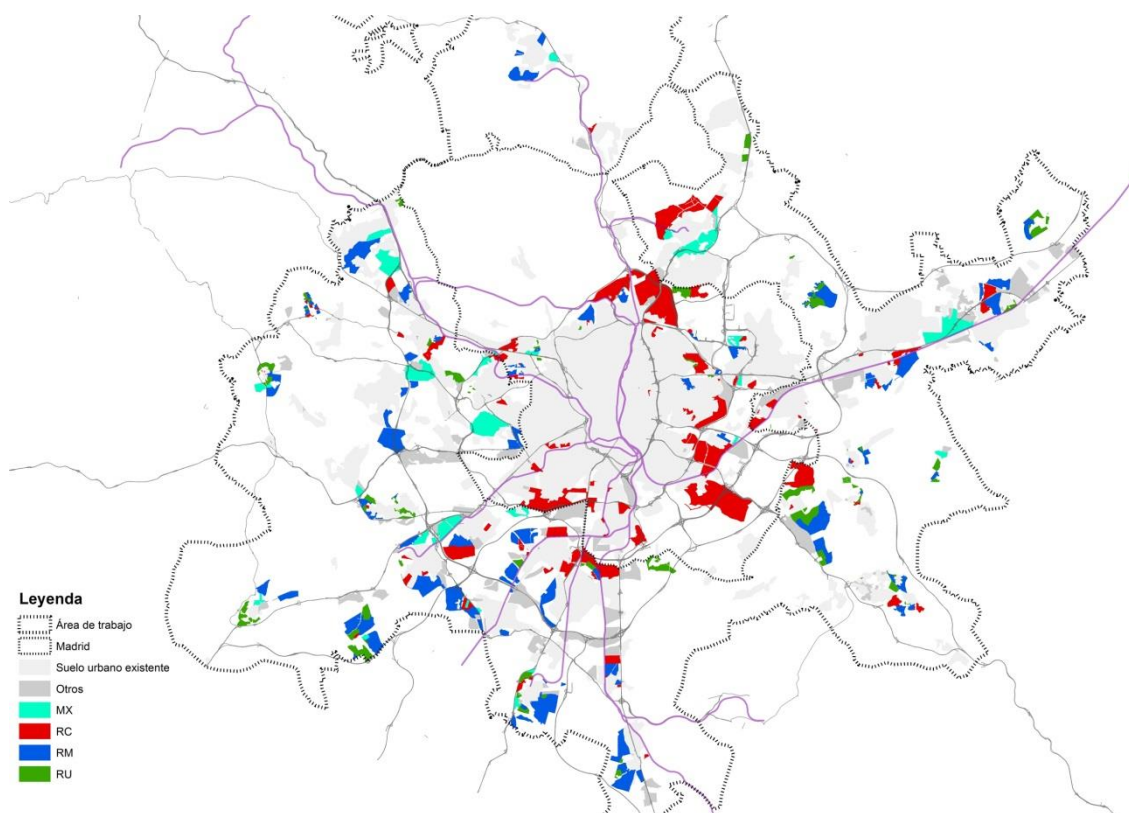 Leyenda
Área de trabajo
Madrid
Suelo urbano existente
Otros
MX
RC
RM
RU